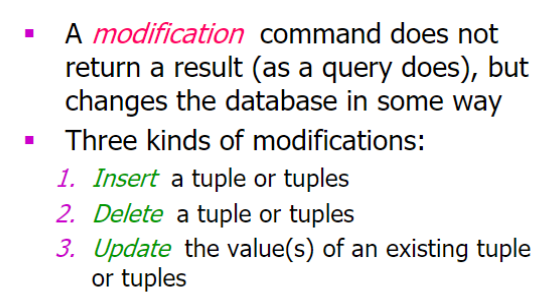 ▪ A modification command does not
return a result (as a query does), but
changes the database in some way
▪ Three kinds of modifications:
1. Insert a tuple or tuples
2. Delete a tuple or tuples
3. Update the value(s) of an existing tuple
or tuples